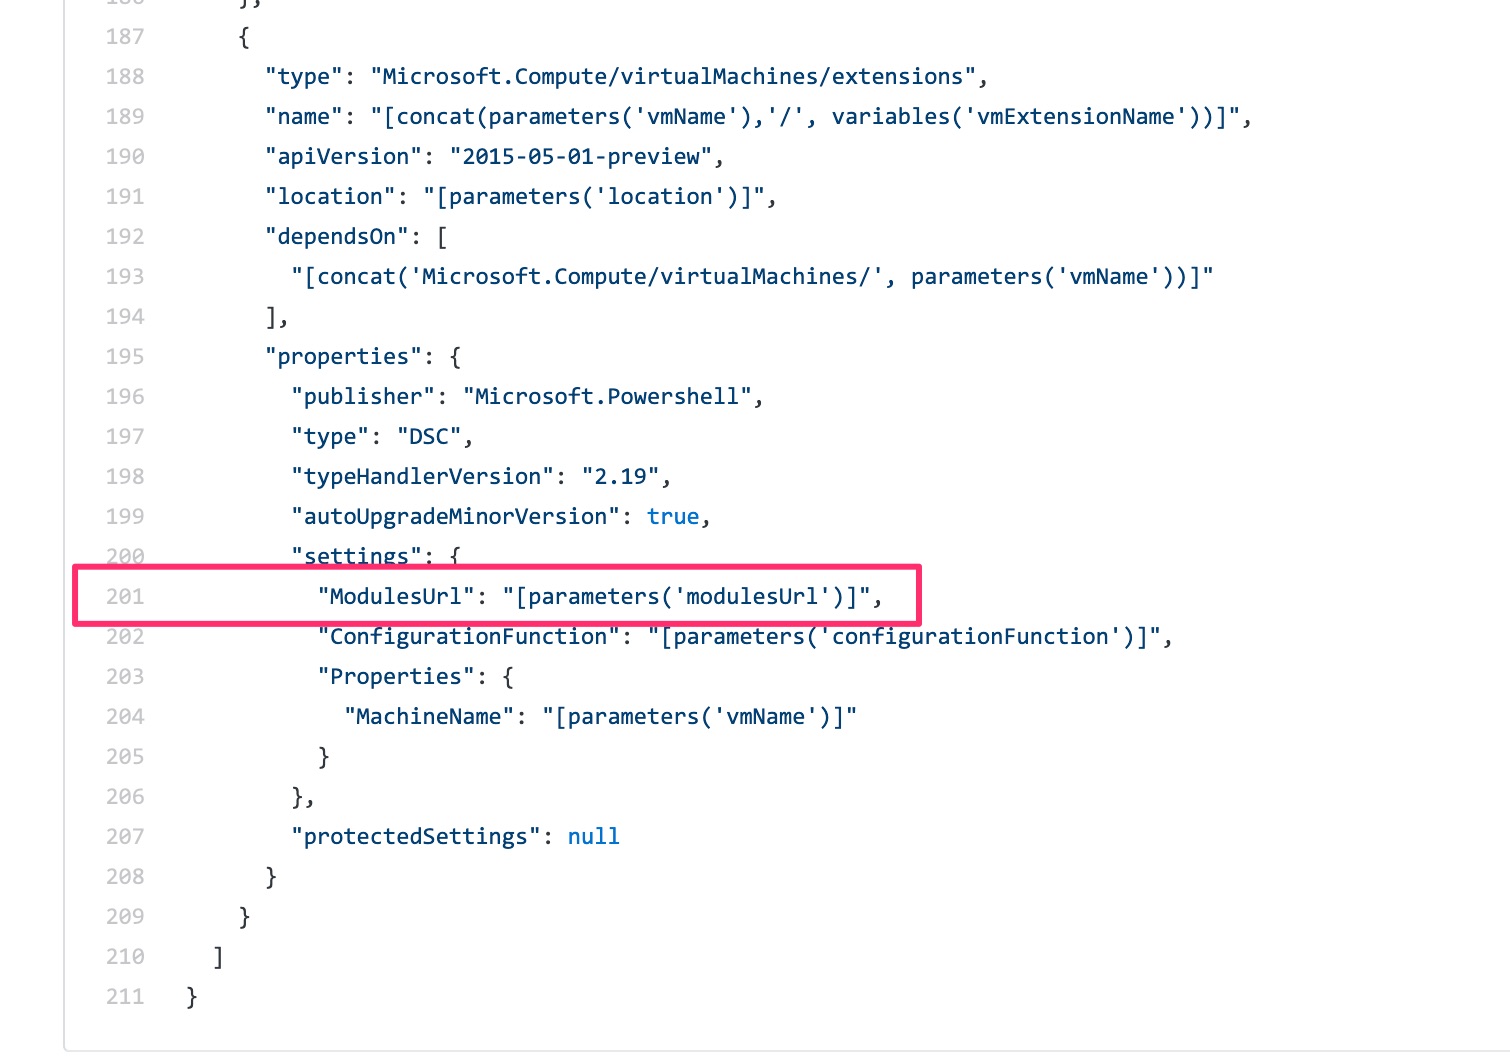 186 },
187 {
188 "type": "Microsoft.Compute/virtualMachines/extensions",
189 "name": "[concat(parameters('vmName'),'/', variables('vmExtensionName'))]",
190 "apiVersion": "2015-05-01-preview",
191 "location": "[parameters('location')]",
192 "dependsOn": [
193 "[concat('Microsoft.Compute/virtualMachines/', parameters('vmName'))]"
194 ],
195 "properties": {
196 "publisher": "Microsoft.Powershell",
197 "type": "DSC",
198 "typeHandlerVersion": "2.19",
199 "autoUpgradeMinorVersion": true,
200 "settings": {
201 "ModulesUrl": "[parameters('modulesUrl')]",
202 "ConfigurationFunction": "[parameters('configurationFunction')]",
203 "Properties": {
204 "MachineName": "[parameters('vmName')]"
205 }
206 },
207 "protectedSettings": null
208 }
209 }
210 ]
211 }